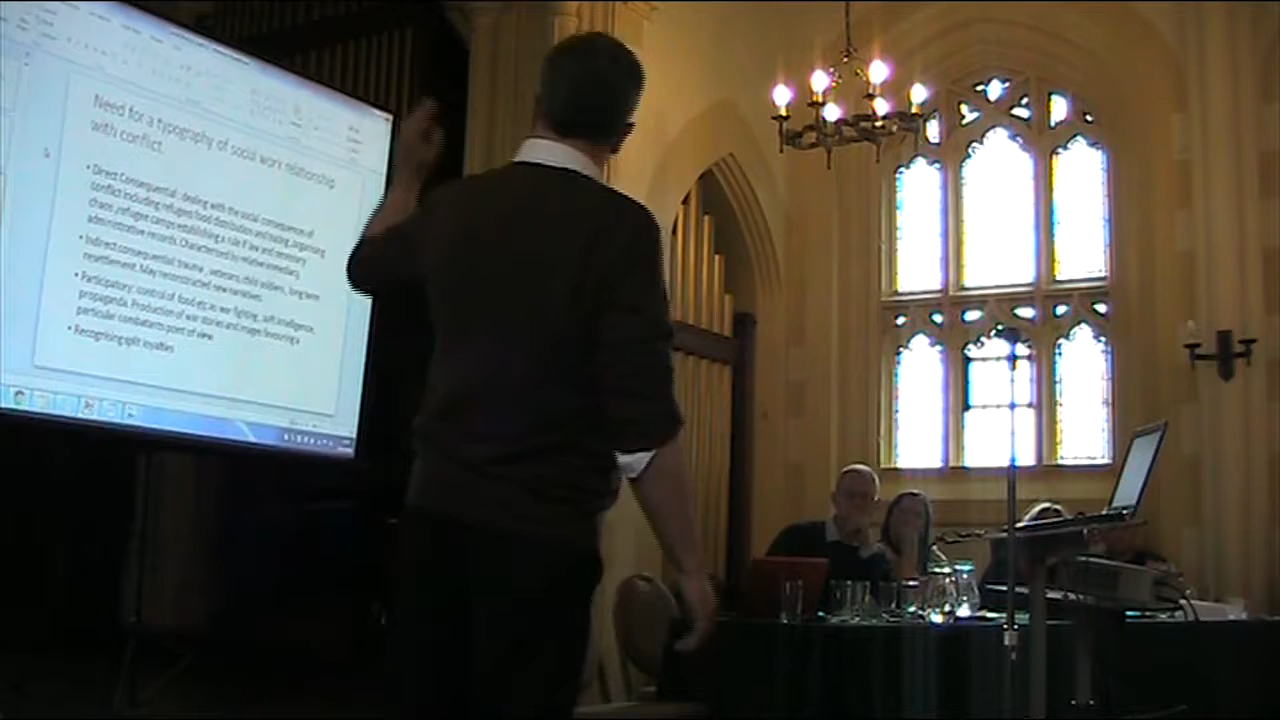 Need for a typography of social work relationship
with conflict.
• Direct Consequential : dealing with the social consequences of
conflict including refugees food distribution and tracing, organising
chaos ,refugee camps establishing a rule if law and necessary
administrative records. Characterised by relative immediacy.
• Indirect consequential: trauma , veterans, child soldiers, long term
resettlement. May reconstructed new narratives
• Participatory: control of food etc as war fighting , soft intelligence,
propaganda. Production of war stories and images favouring a
particular combatants point of view
• Recognising split loyalties